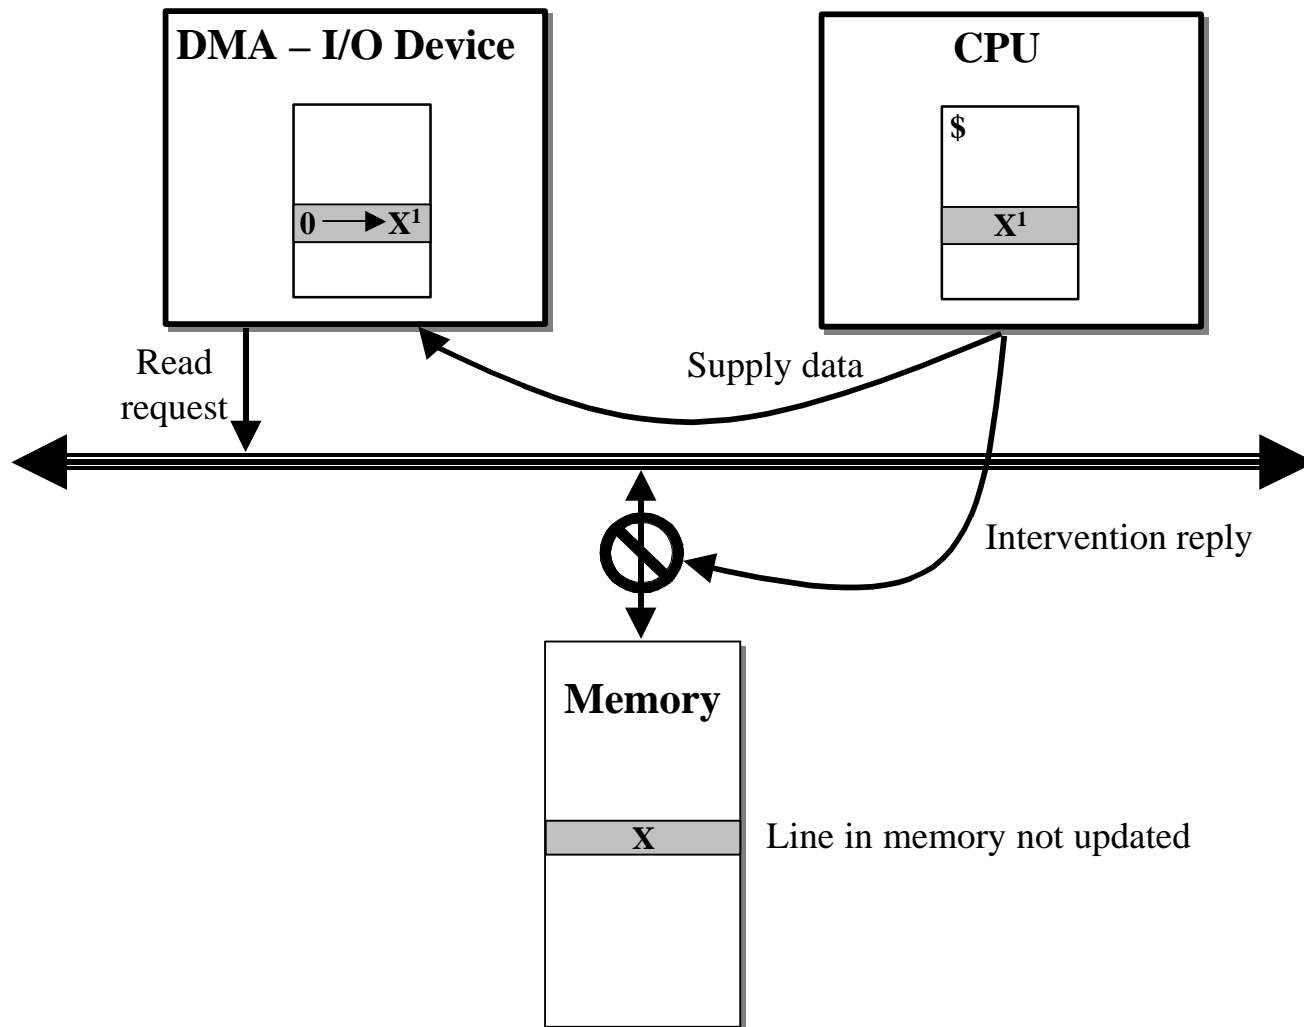 DMA – I/O Device
CPU
$
0 X¹
X¹
Read
request
Supply data
Intervention reply
Memory
X
Line in memory not updated